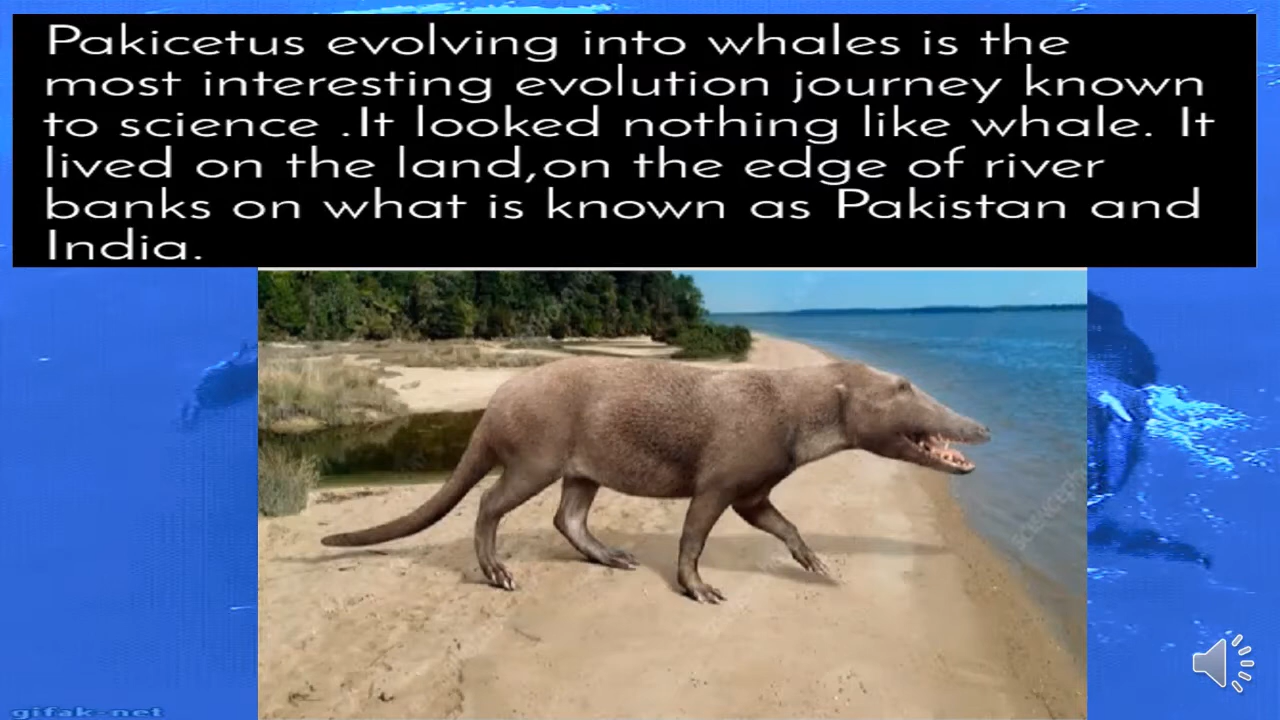 Pakicetus evolving into whales is the
most interesting evolution journey known
to science .It looked nothing like whale. It
lived on the land,on the edge of river
banks on what is known as Pakistan and
India.
gifak-net